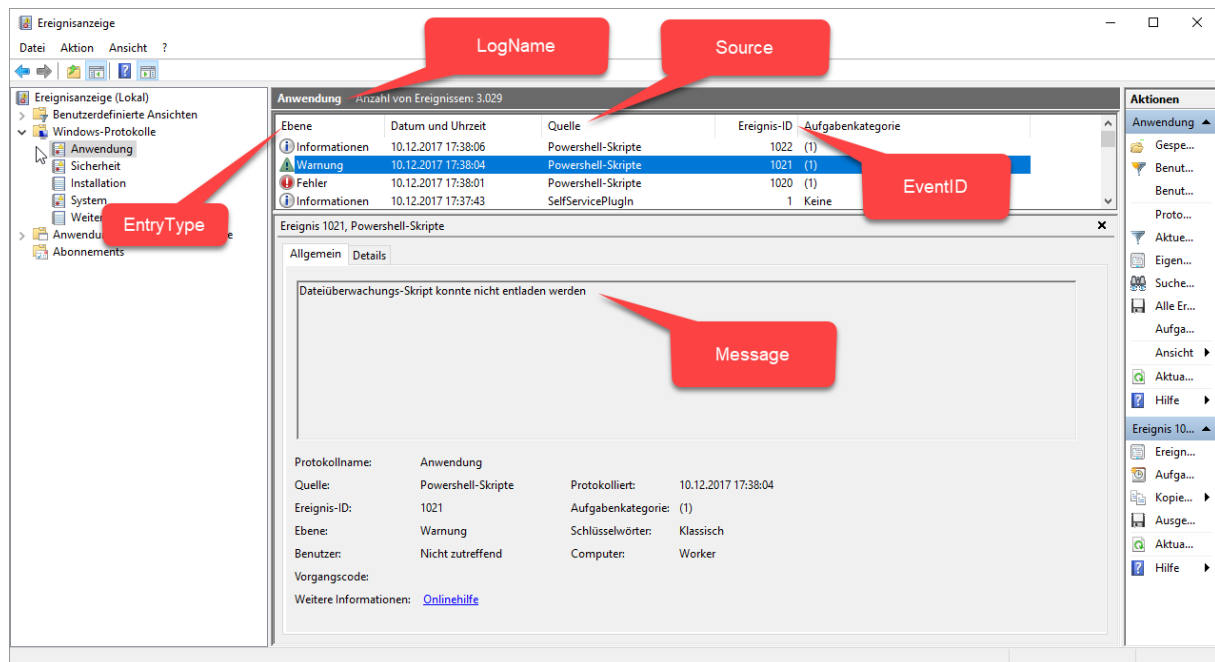 Ereignisanzeige
Datei Aktion Ansicht ?
LogName
Source
Ereignisanzeige (Lokal)
Benutzerdefinierte Ansichten
Windows-Protokolle
Anwendung
Sicherheit
Installation
System
Weiter
Anwendu e
Abonnements
EntryType
Anwendung Anzahl von Ereignissen: 3.029
Ebene Datum und Uhrzeit Quelle Ereignis-ID Aufgabenkategorie
Informationen 10.12.2017 17:38:06 Powershell-Skripte 1022 (1)
Warnung 10.12.2017 17:38:04 Powershell-Skripte 1021 (1)
Fehler 10.12.2017 17:38:01 Powershell-Skripte 1020 (1)
Informationen 10.12.2017 17:37:43 SelfServicePlugIn 1 Keine
EventID
Ereignis 1021, Powershell-Skripte
Allgemein Details
Dateiüberwachungs-Skript konnte nicht entladen werden
Message
Protokollname: Anwendung
Quelle: Powershell-Skripte Protokolliert: 10.12.2017 17:38:04
Ereignis-ID: 1021 Aufgabenkategorie: (1)
Ebene: Warnung Schlüsselwörter: Klassisch
Benutzer: Nicht zutreffend Computer: Worker
Vorgangscode:
Weitere Informationen: Onlinehilfe
Aktionen
Anwendung
Gespe...
Benut...
Benut...
Proto...
Aktue...
Eigen...
Suche...
Alle Er...
Aufga...
Ansicht
Aktua...
Hilfe
Ereignis 10...
Ereign...
Aufga...
Kopie...
Ausge...
Aktua...
Hilfe